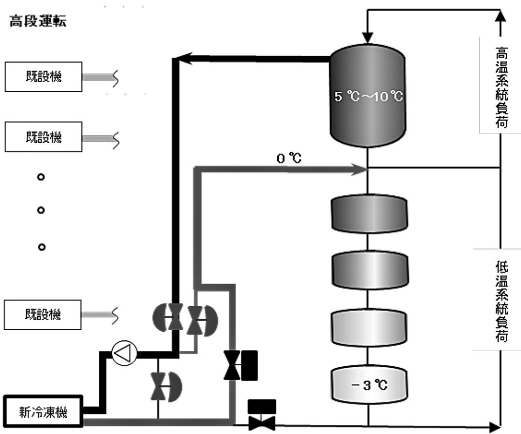 高段運転
既設機
既設機
既設機
新冷凍機
0℃
5℃～10℃
－3℃
高温系統負荷
低温系統負荷